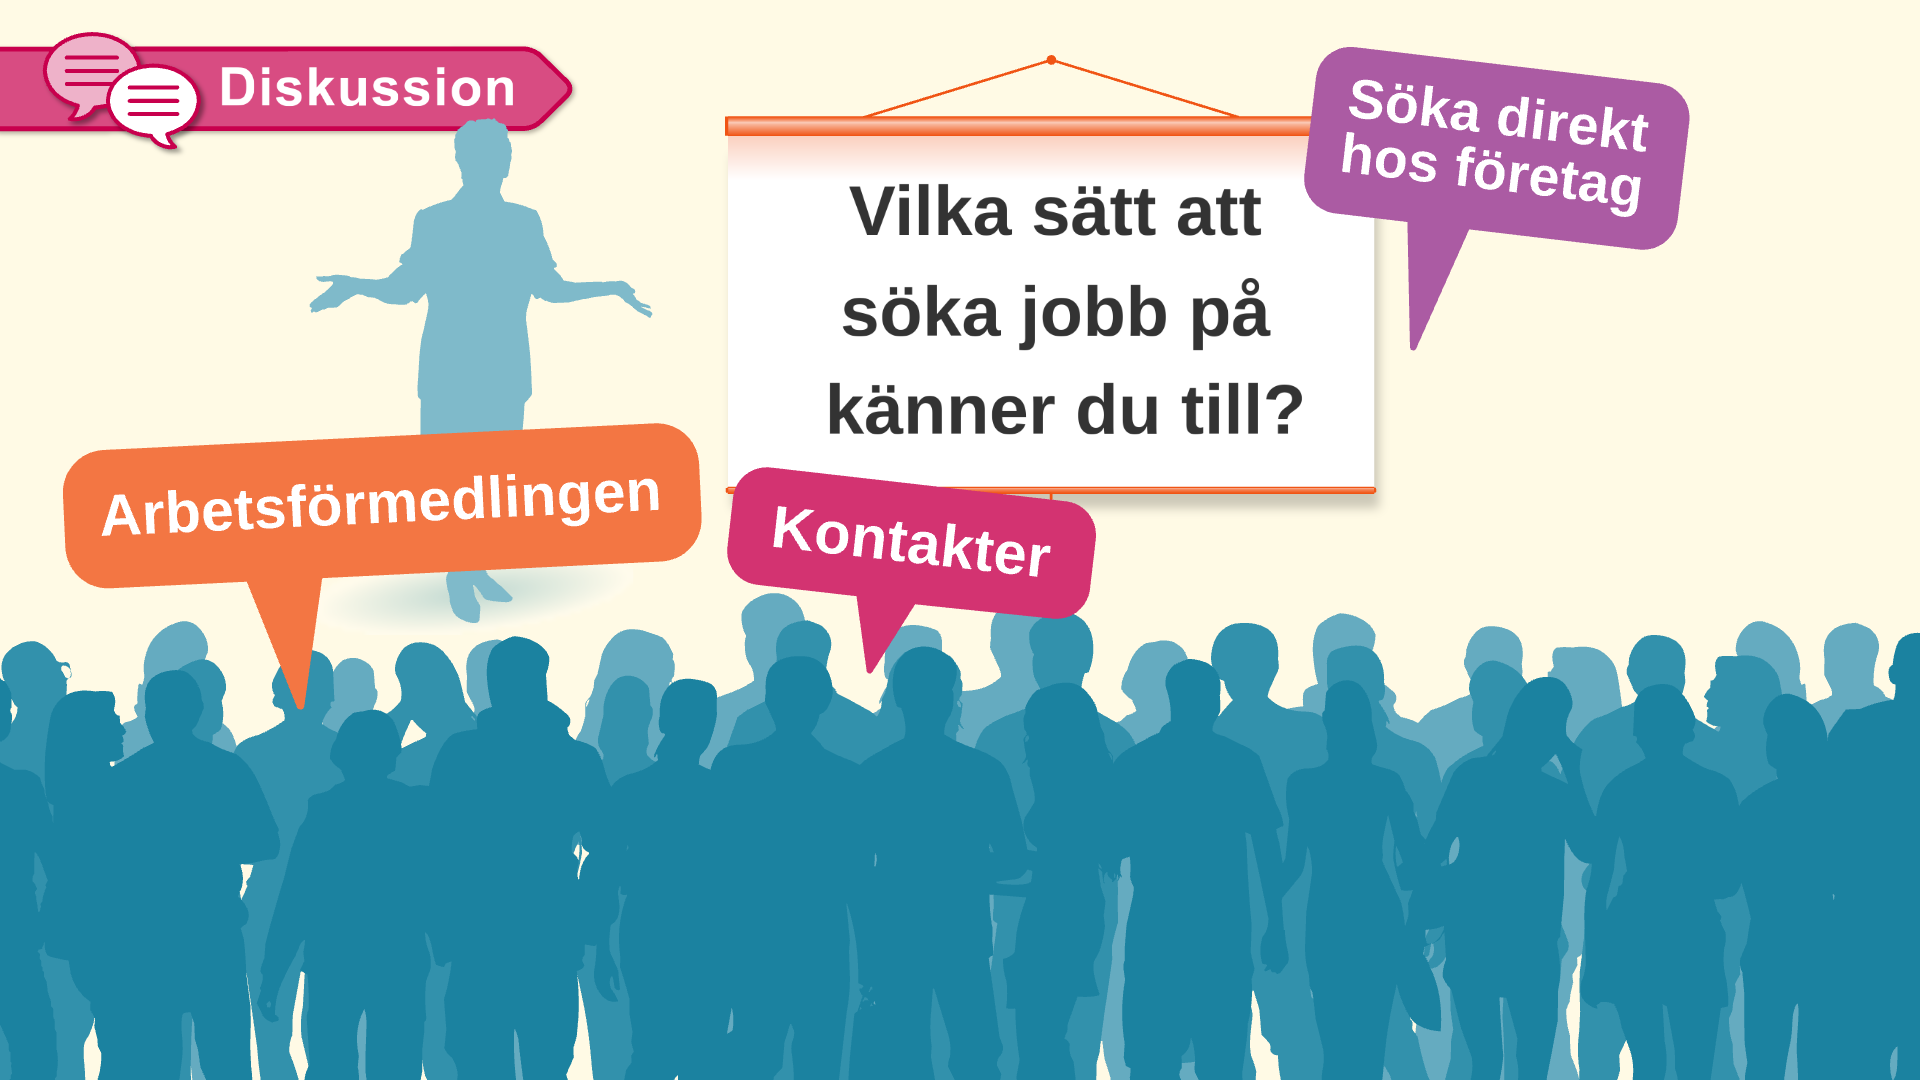 Diskussion
Vilka sätt att
söka jobb på
känner du till?
Söka direkt
hos företag
Arbetsförmedlingen
Kontakter